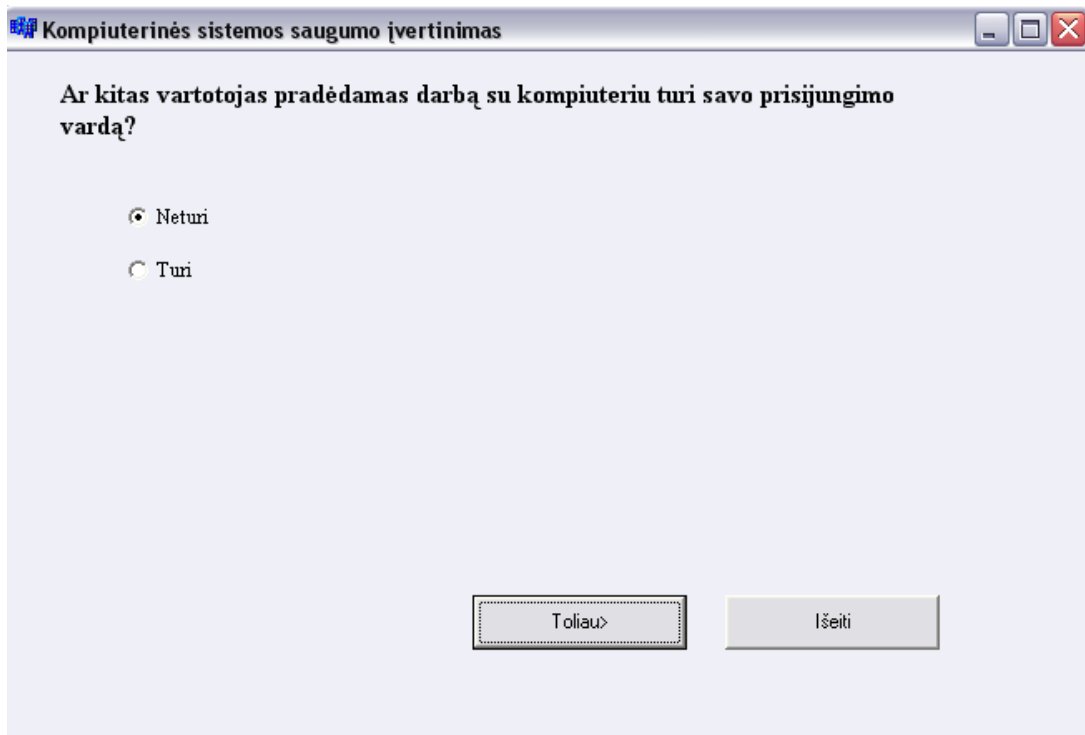 Kompiuterinės sistemos saugumo įvertinimas
Ar kitas vartotojas pradėdamas darbą su kompiuteriu turi savo prisijungimo
vardą?
Neturi
Turi
Toliau>
Išeiti